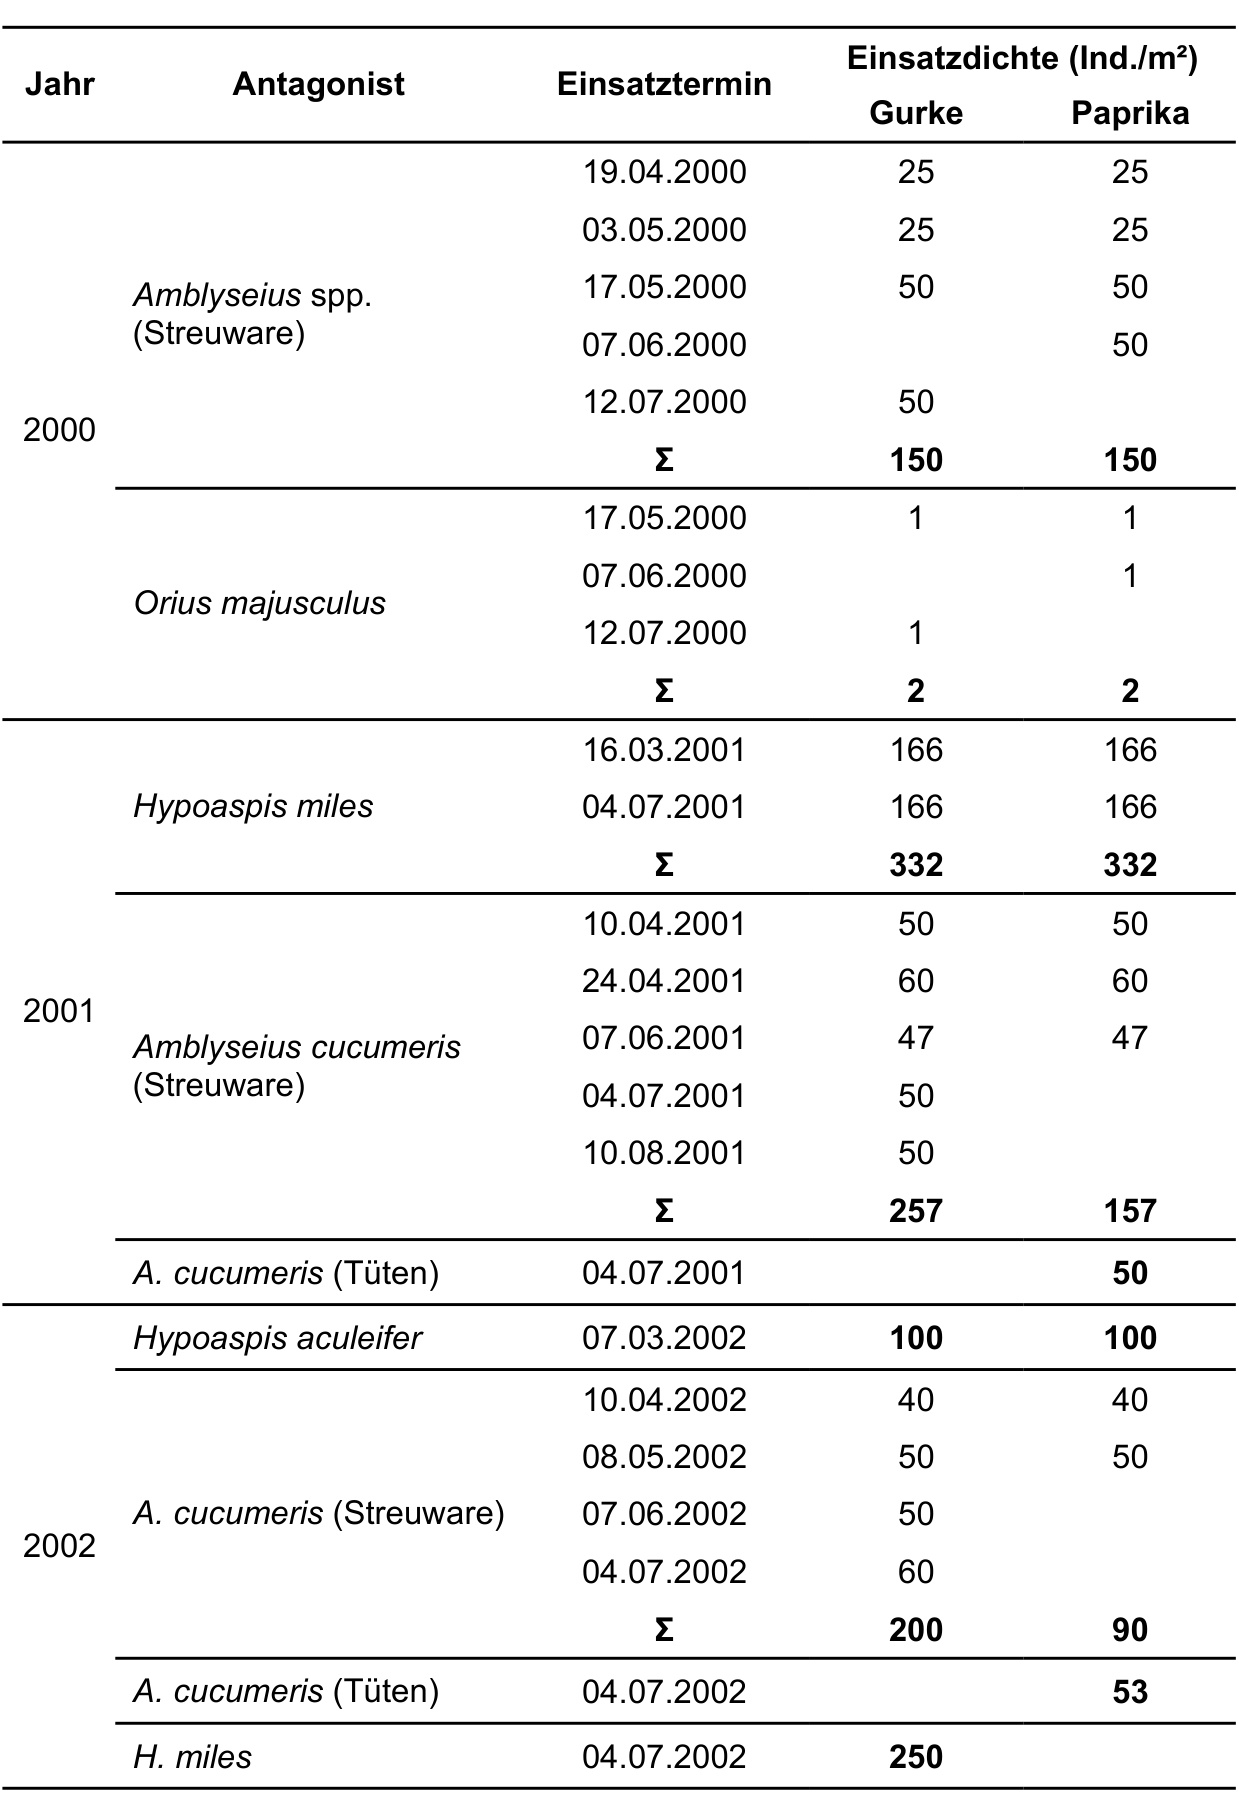 Jahr Antagonist Einsatztermin Einsatzdichte (Ind./m²)
Gurke Paprika
19.04.2000 25 25
03.05.2000 25 25
Amblyseius spp. 17.05.2000 50 50
(Streuware)
07.06.2000 50
12.07.2000 50
2000
Σ 150 150
17.05.2000 1 1
07.06.2000 1
Orius majusculus
12.07.2000 1
Σ 2 2
16.03.2001 166 166
Hypoaspis miles 04.07.2001 166 166
Σ 332 332
10.04.2001 50 50
24.04.2001 60 60
2001
Amblyseius cucumeris 07.06.2001 47 47
(Streuware)
04.07.2001 50
10.08.2001 50
Σ 257 157
A. cucumeris (Tüten) 04.07.2001 50
Hypoaspis aculeifer 07.03.2002 100 100
10.04.2002 40 40
08.05.2002 50 50
A. cucumeris (Streuware) 07.06.2002 50
2002
04.07.2002 60
Σ 200 90
A. cucumeris (Tüten) 04.07.2002 53
H. miles 04.07.2002 250